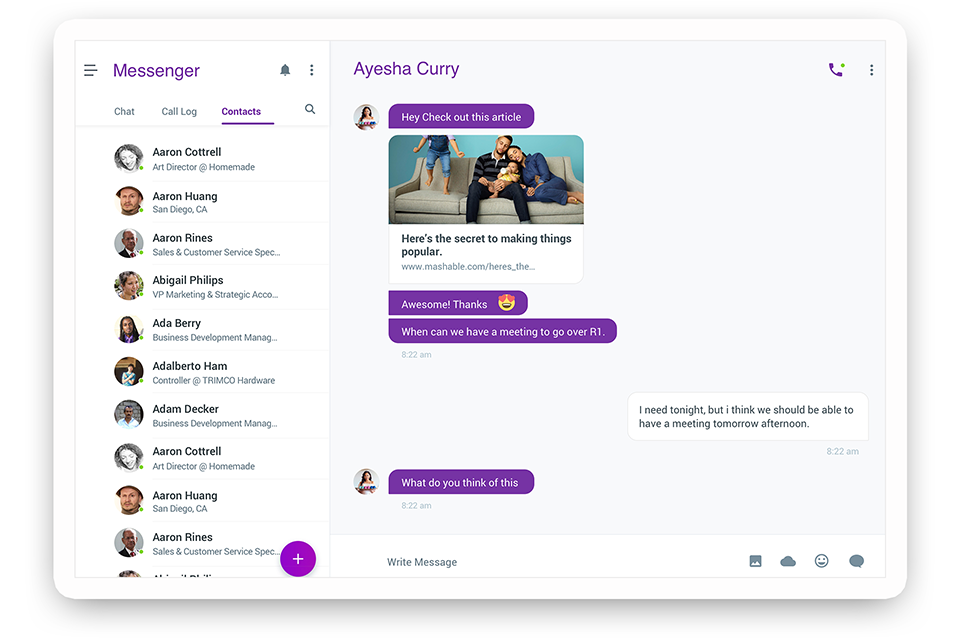 Messenger
Chat Call Log Contacts
Aaron Cottrell
Art Director @ Homemade
Aaron Huang
San Diego, CA
Aaron Rines
Sales & Customer Service Spec...
Abigail Philips
VP Marketing & Strategic Acco...
Ada Berry
Business Development Manag...
Adalberto Ham
Controller @ TRIMCO Hardware
Adam Decker
Business Development Manag...
Aaron Cottrell
Art Director @ Homemade
Aaron Huang
San Diego, CA
Aaron Rines
Sales & Customer Service Spec...
Ayesha Curry
Hey Check out this article
Here's the secret to making things
popular.
www.mashable.com/heres_the...
Awesome! Thanks 😍
When can we have a meeting to go over R1.
8:22 am
I need tonight, but i think we should be able to
have a meeting tomorrow afternoon.
8:22 am
What do you think of this
8:22 am
Write Message